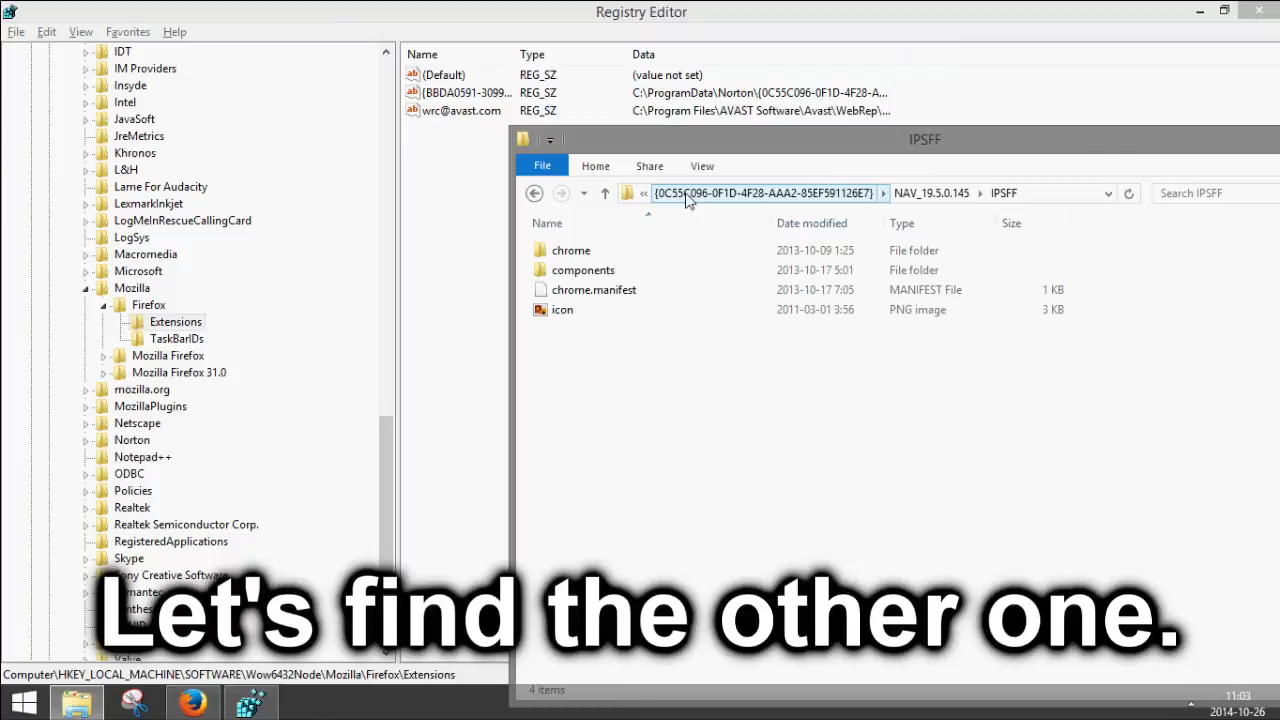 Registry Editor
File Edit View Favorites Help
IDT
IM Providers
Insyde
Intel
JavaSoft
JreMetrics
Khronos
L&H
Lame For Audacity
LexmarkInkjet
LogMeInRescueCallingCard
LogSys
Macromedia
Microsoft
Mozilla
Firefox
Extensions
TaskBarIDs
Mozilla Firefox
Mozilla Firefox 31.0
mozilla.org
MozillaPlugins
Netscape
Norton
Notepad++
ODBC
Policies
Realtek
Realtek Semiconductor Corp.
RegisteredApplications
Skype
Creative Software
Name Type Data
(Default) REG_SZ (value not set)
{BBDA0591-3099... REG_SZ C:\ProgramData\Norton\{0C55C096-0F1D-4F28-A...
wrc@avast.com REG_SZ C:\Program Files\AVAST Software\Avast\WebRep\...
IPSFF
File Home Share View
« {0C55C096-0F1D-4F28-AAA2-85EF591126E7} NAV_19.5.0.145 IPSFF Search IPSFF
Name Date modified Type Size
chrome 2013-10-09 1:25 File folder
components 2013-10-17 5:01 File folder
chrome.manifest 2013-10-17 7:05 MANIFEST File 1 KB
icon 2011-03-01 3:56 PNG image 3 KB
Let's find the other one.
Computer\HKEY_LOCAL_MACHINE\SOFTWARE\Wow6432Node\Mozilla\Firefox\Extensions
4 items
11:03
2014-10-26